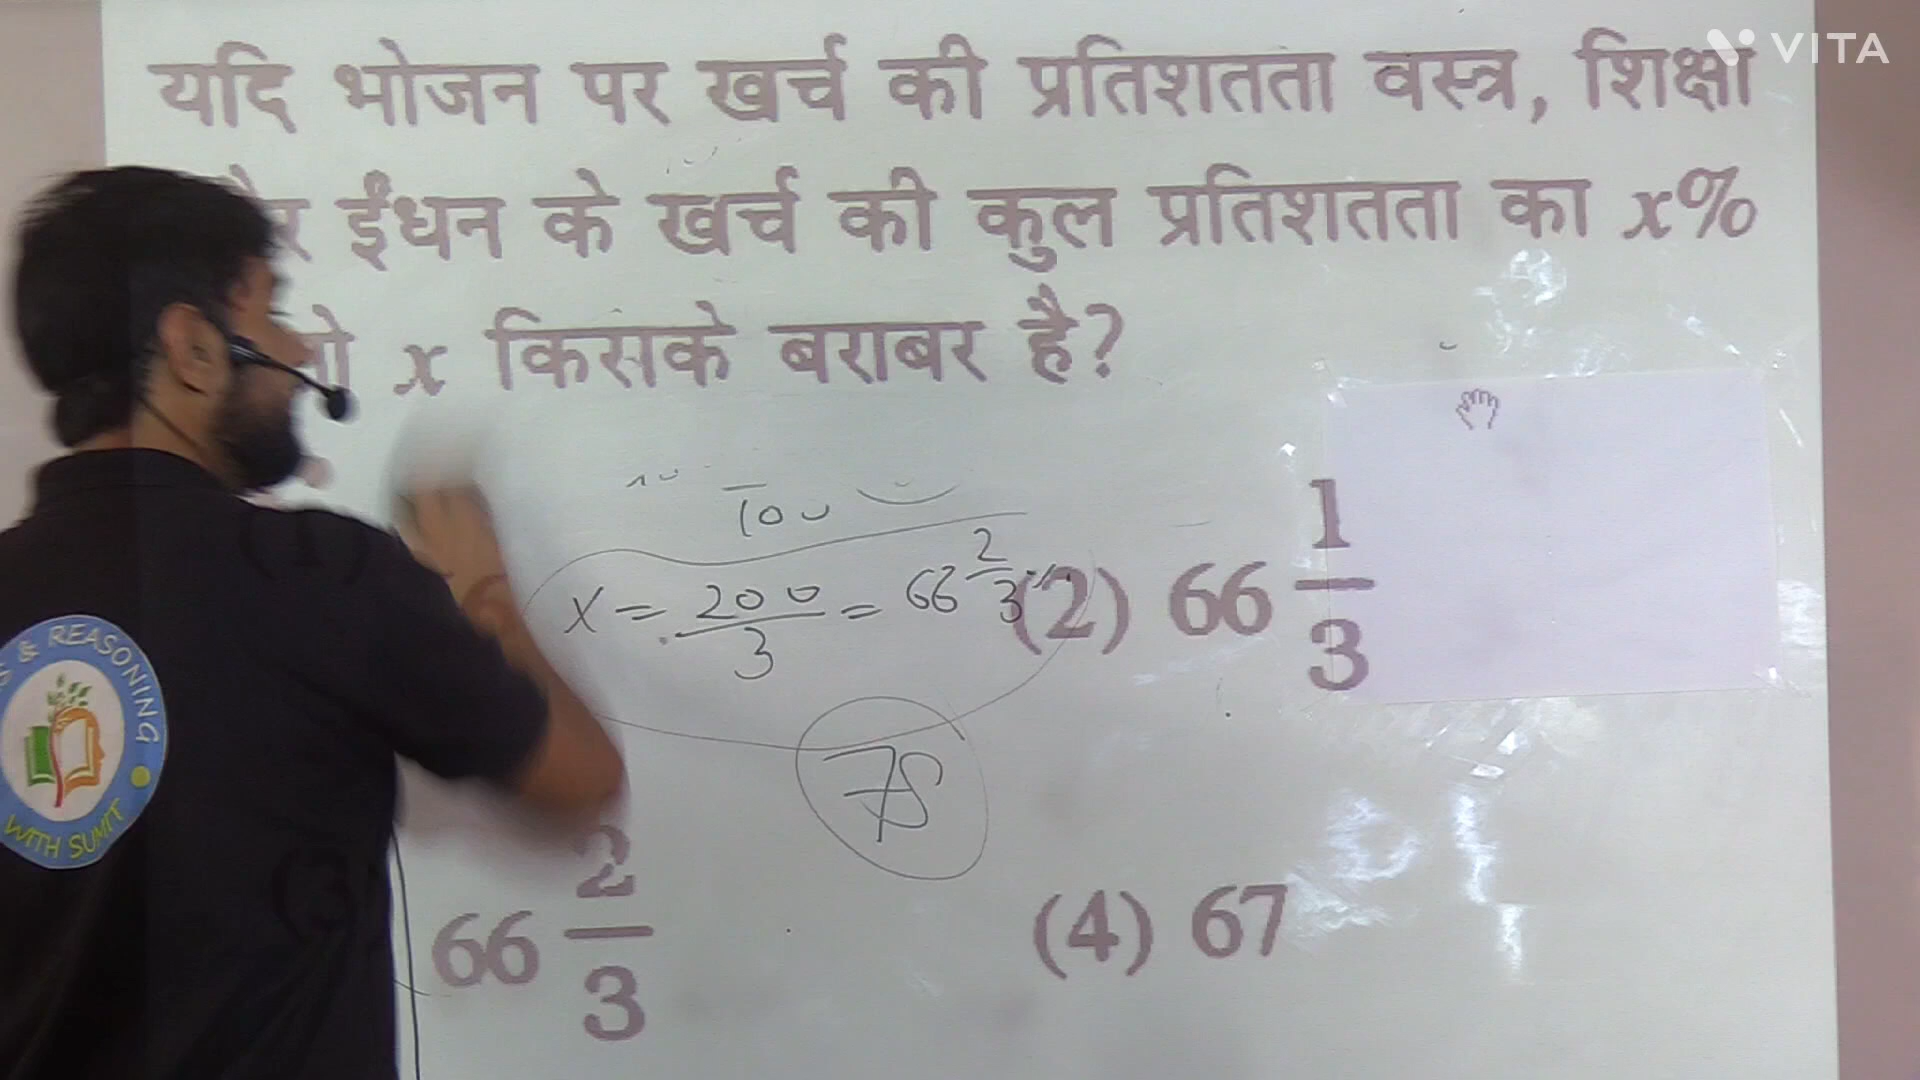 VITA
यदि भोजन पर खर्च की प्रतिशतता वस्त्र, शिक्षा
ईंधन के खर्च की कुल प्रतिशतता का x%
x किसके बराबर है?
100
x = 200/3 = 66 2/3 %
(2) 66 1/3
75
(3) 66 2/3
(4) 67
& REASONING
WITH SUMIT